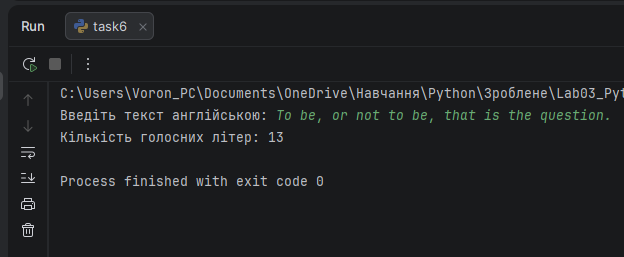 Run task6
C:\Users\Voron_PC\Documents\OneDrive\Навчання\Python\Зроблене\Lab03_Pyt
Введіть текст англійською: To be, or not to be, that is the question.
Кількість голосних літер: 13
Process finished with exit code 0